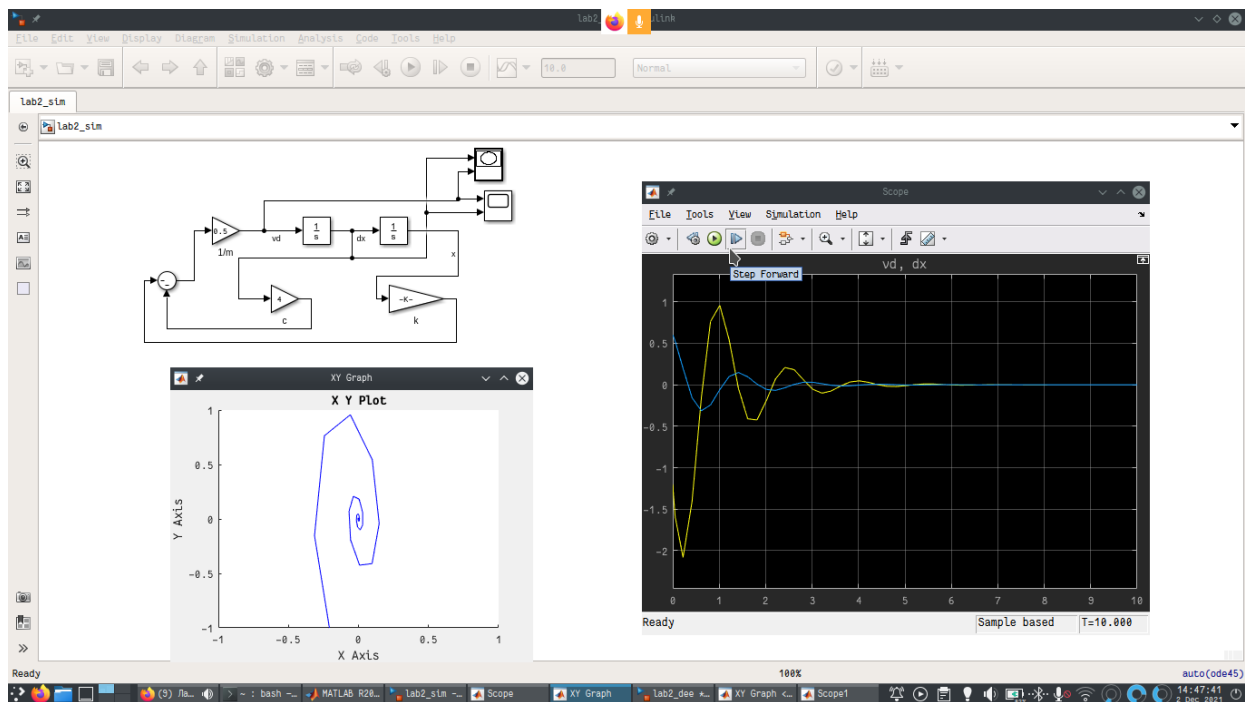 lab2_ ulink
File Edit View Display Diagram Simulation Analysis Code Tools Help
10.0 Normal
lab2_sim
lab2_sim
0.5
1/m
vd
1
s
dx
1
s
x
4
c
-K-
k
XY Graph
X Y Plot
1
0.5
0
-0.5
-1
Y Axis
-1 -0.5 0 0.5 1
X Axis
Scope
File Tools View Simulation Help
vd, dx
Step Forward
1
0.5
0
-0.5
-1
-1.5
-2
0 1 2 3 4 5 6 7 8 9 10
Ready Sample based T=10.000
Ready 100% auto(ode45)
(9) Ла… ~ : bash -… MATLAB R20… lab2_sim -… Scope XY Graph lab2_dee *… XY Graph <… Scope1 14:47:41
2 Dec 2021